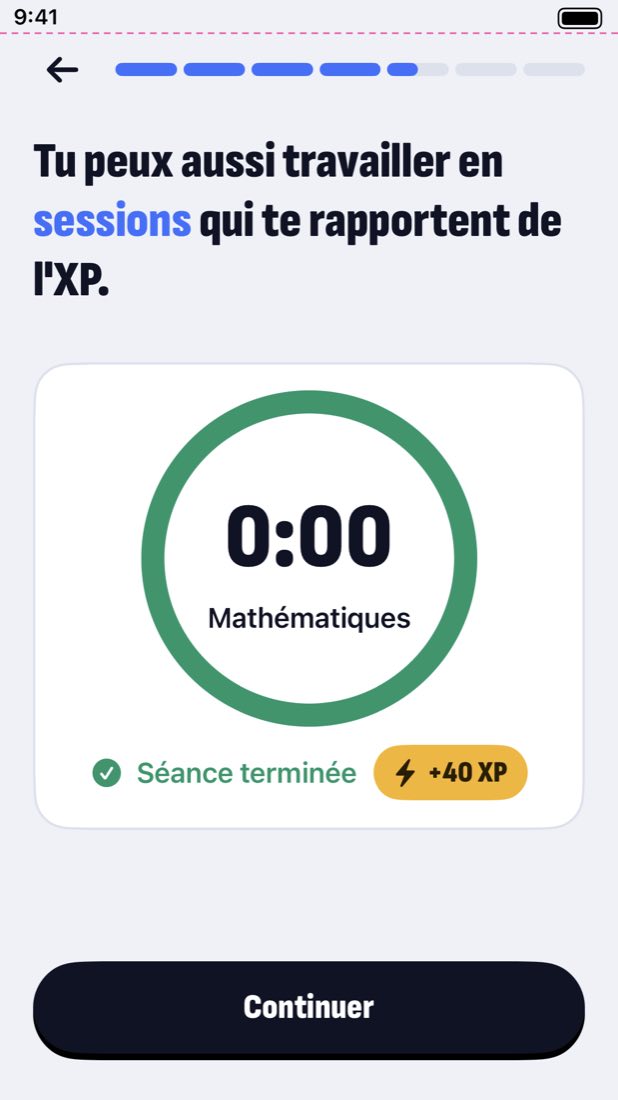 9:41
Tu peux aussi travailler en
sessions qui te rapportent de
l'XP.
0:00
Mathématiques
Séance terminée
+40 XP
Continuer